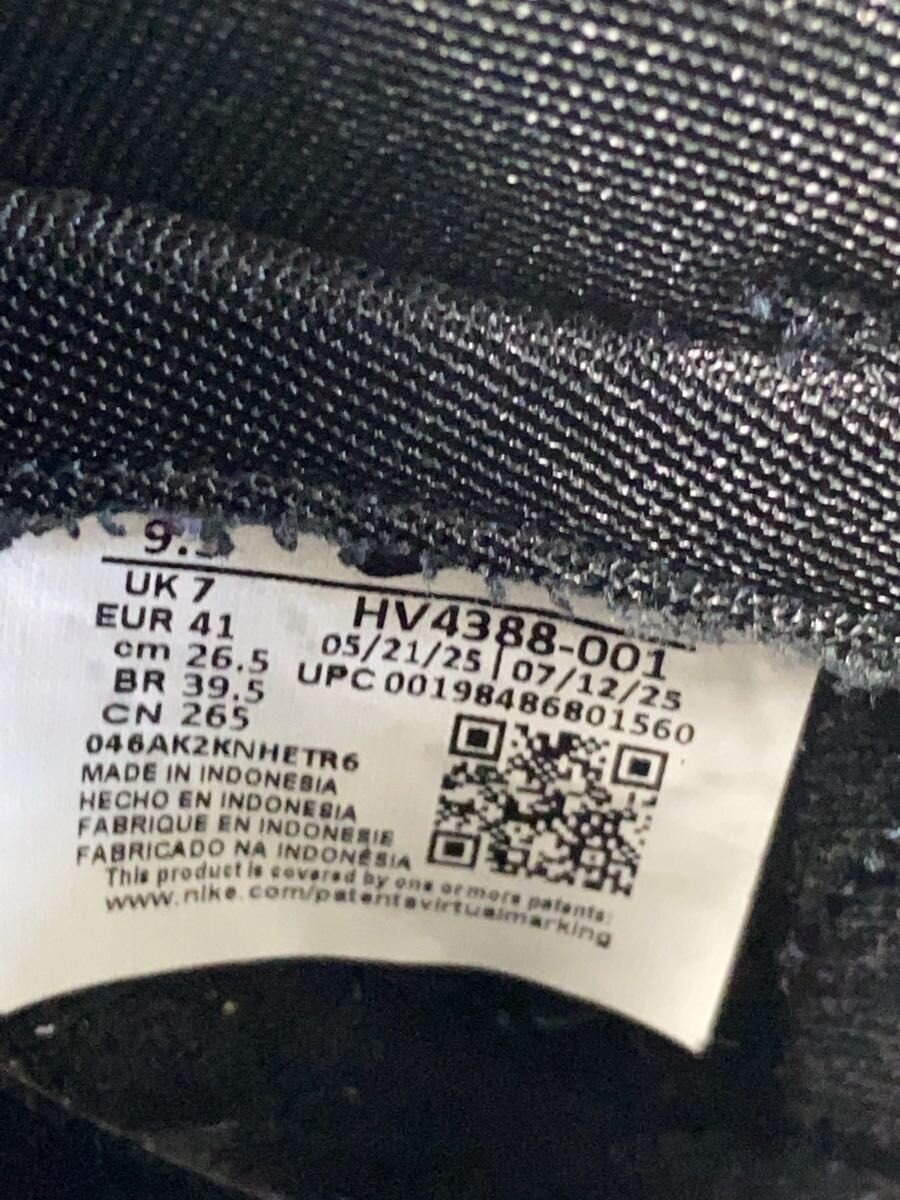 UK 7
EUR 41
cm 26.5
BR 39.5
CN 265
HV4388-001
05/21/25 | 07/12/25
UPC 00198486801560
046AK2KNHETR6
MADE IN INDONESIA
HECHO EN INDONESIA
FABRIQUE EN INDONESIE
FABRICADO NA INDONÉSIA
This product is covered by one or more patents:
www.nike.com/patentsvirtualmarking